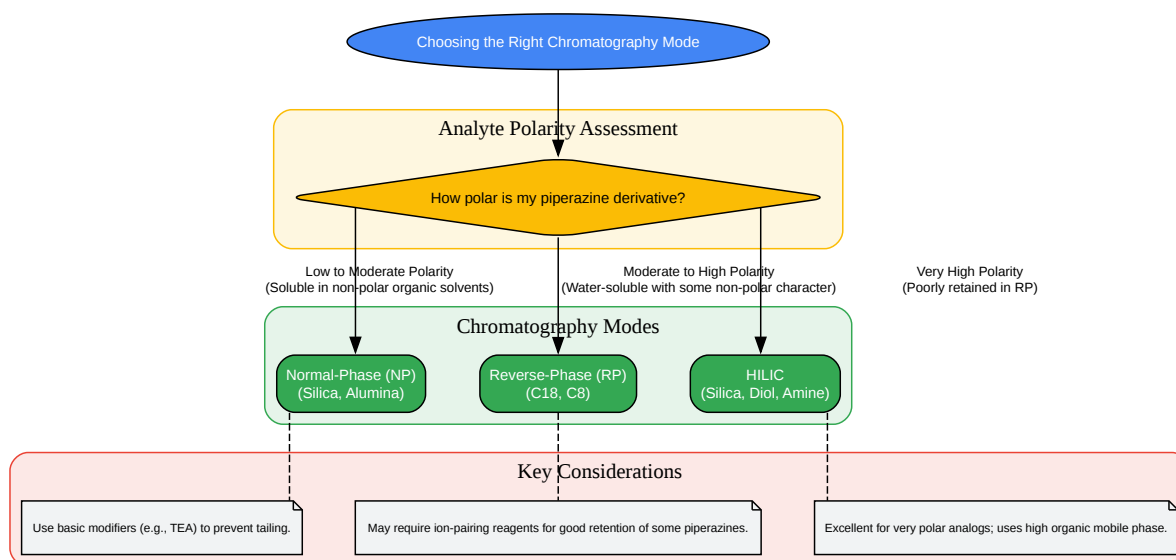 Choosing the Right Chromatography Mode
Analyte Polarity Assessment
How polar is my piperazine derivative?
Low to Moderate Polarity
(Soluble in non-polar organic solvents)
Moderate to High Polarity
(Water-soluble with some non-polar character)
Very High Polarity
(Poorly retained in RP)
Chromatography Modes
Normal-Phase (NP)
(Silica, Alumina)
Reverse-Phase (RP)
(C18, C8)
HILIC
(Silica, Diol, Amine)
Key Considerations
Use basic modifiers (e.g., TEA) to prevent tailing.
May require ion-pairing reagents for good retention of some piperazines.
Excellent for very polar analogs; uses high organic mobile phase.